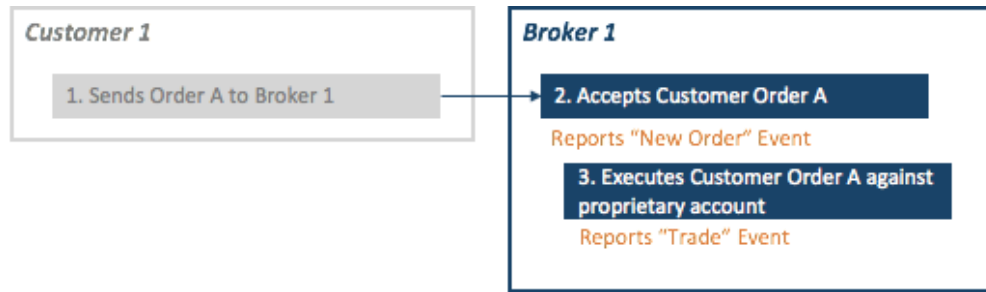 Customer 1
1. Sends Order A to Broker 1
Broker 1
2. Accepts Customer Order A
Reports "New Order" Event
3. Executes Customer Order A against
proprietary account
Reports "Trade" Event